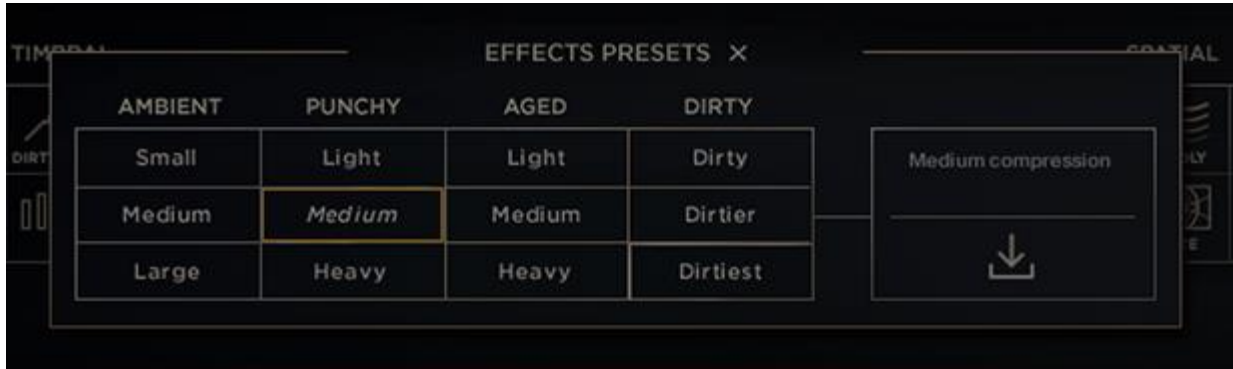 EFFECTS PRESETS ×
AMBIENT PUNCHY AGED DIRTY
Small Light Light Dirty Medium compression
Medium Medium Medium Dirtier
Large Heavy Heavy Dirtiest